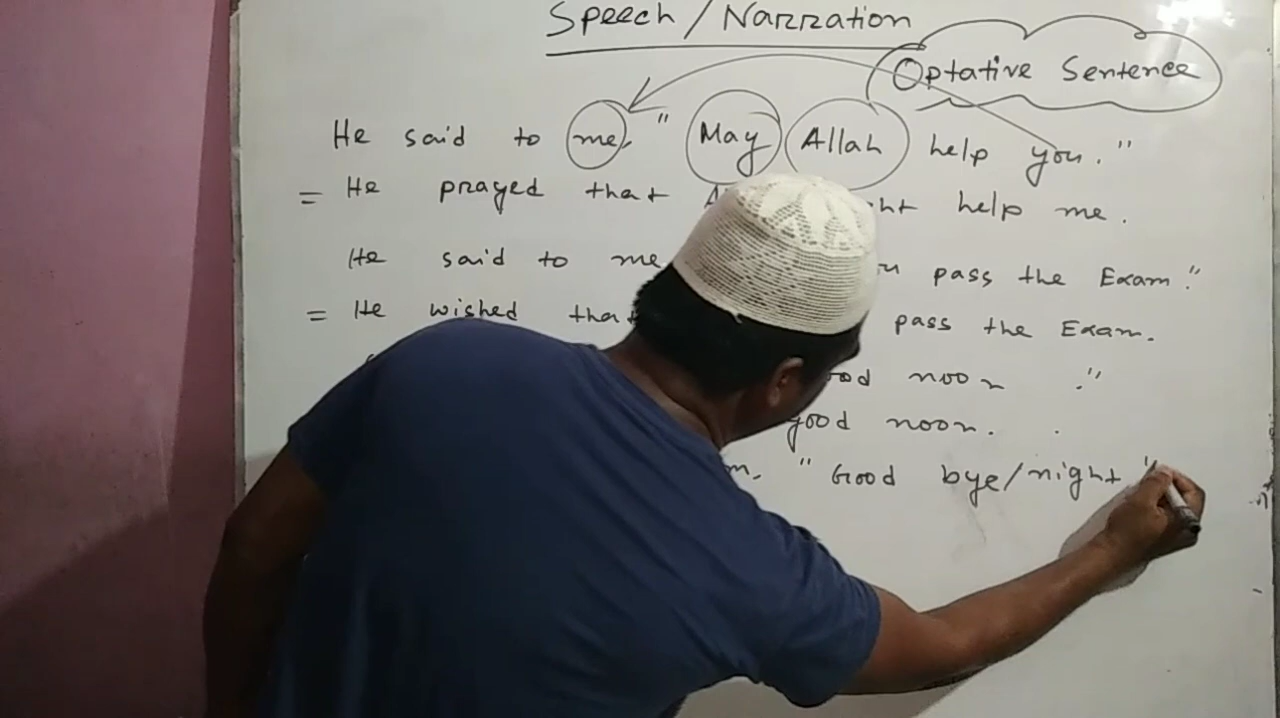 Speech / Narration
Optative Sentence
He said to me, " May Allah help you."
= He prayed that help me.
He said to me pass the Exam."
= He wished that pass the Exam.
noon ."
good noon.
" Good bye/night "